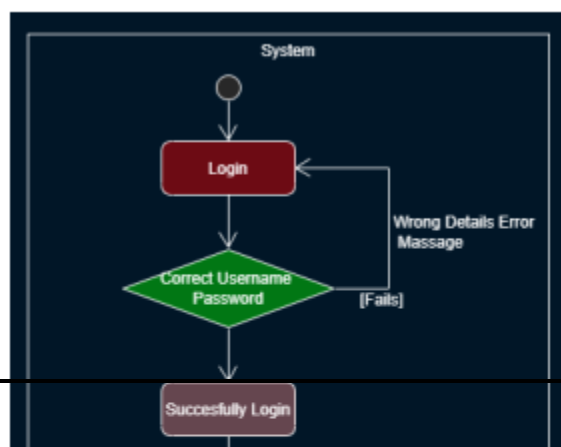 System
Login
Wrong Details Error
Massage
Correct Username
Password
[Fails]
Succesfully Login